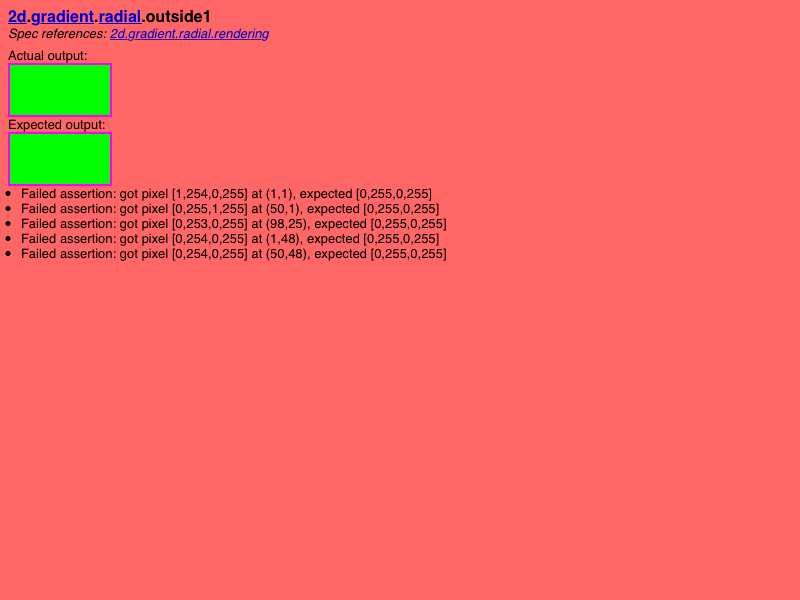 2d.gradient.radial.outside1
Spec references: 2d.gradient.radial.rendering
Actual output:
Expected output:
• Failed assertion: got pixel [1,254,0,255] at (1,1), expected [0,255,0,255]
• Failed assertion: got pixel [0,255,1,255] at (50,1), expected [0,255,0,255]
• Failed assertion: got pixel [0,253,0,255] at (98,25), expected [0,255,0,255]
• Failed assertion: got pixel [0,254,0,255] at (1,48), expected [0,255,0,255]
• Failed assertion: got pixel [0,254,0,255] at (50,48), expected [0,255,0,255]